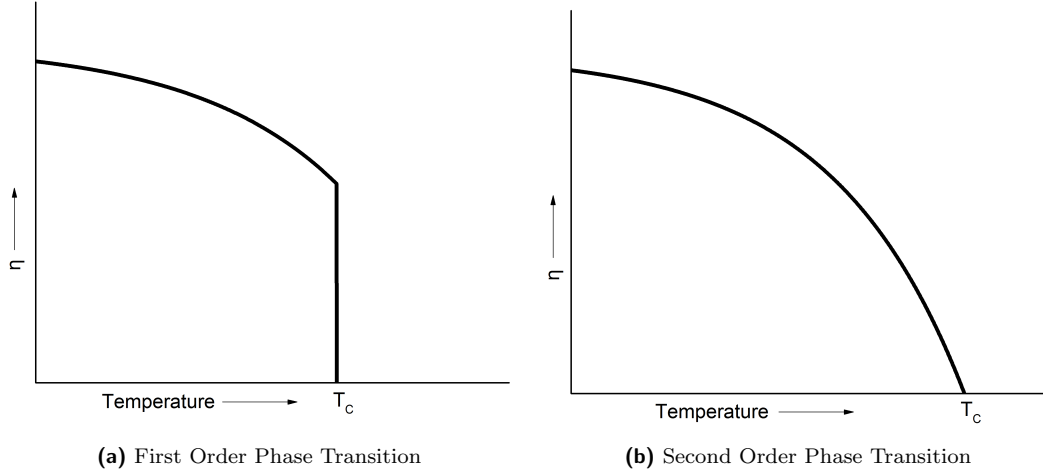 η
Temperature
T_C
(a) First Order Phase Transition
η
Temperature
T_C
(b) Second Order Phase Transition